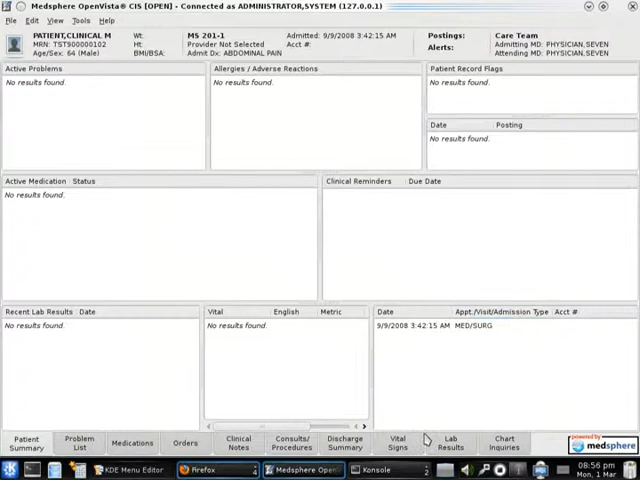 Medsphere OpenVista® CIS [OPEN] - Connected as ADMINISTRATOR,SYSTEM (127.0.0.1)
File Edit View Tools Help
PATIENT,CLINICAL M Wt: MS 201-1 Admitted: 9/9/2008 3:42:15 AM Postings: Care Team
MRN: TST900000102 Ht: Provider Not Selected Acct #: Alerts: Admitting MD: PHYSICIAN,SEVEN
Age/Sex: 64 (Male) BMI/BSA: Admit Dx: ABDOMINAL PAIN Attending MD: PHYSICIAN,SEVEN
Active Problems Allergies / Adverse Reactions Patient Record Flags
No results found. No results found. No results found.
Date Posting
No results found.
Active Medication Status Clinical Reminders Due Date
No results found.
Recent Lab Results Date Vital English Metric Date Appt./Visit/Admission Type Acct #
No results found. No results found. 9/9/2008 3:42:15 AM MED/SURG
Patient Summary Problem List Medications Orders Clinical Notes Consults/ Procedures Discharge Summary Vital Signs Lab Results Chart Inquiries
powered by medsphere
KDE Menu Editor Firefox 4 Medsphere Open Konsole 2 08:56 pm
Mon, 1 Mar